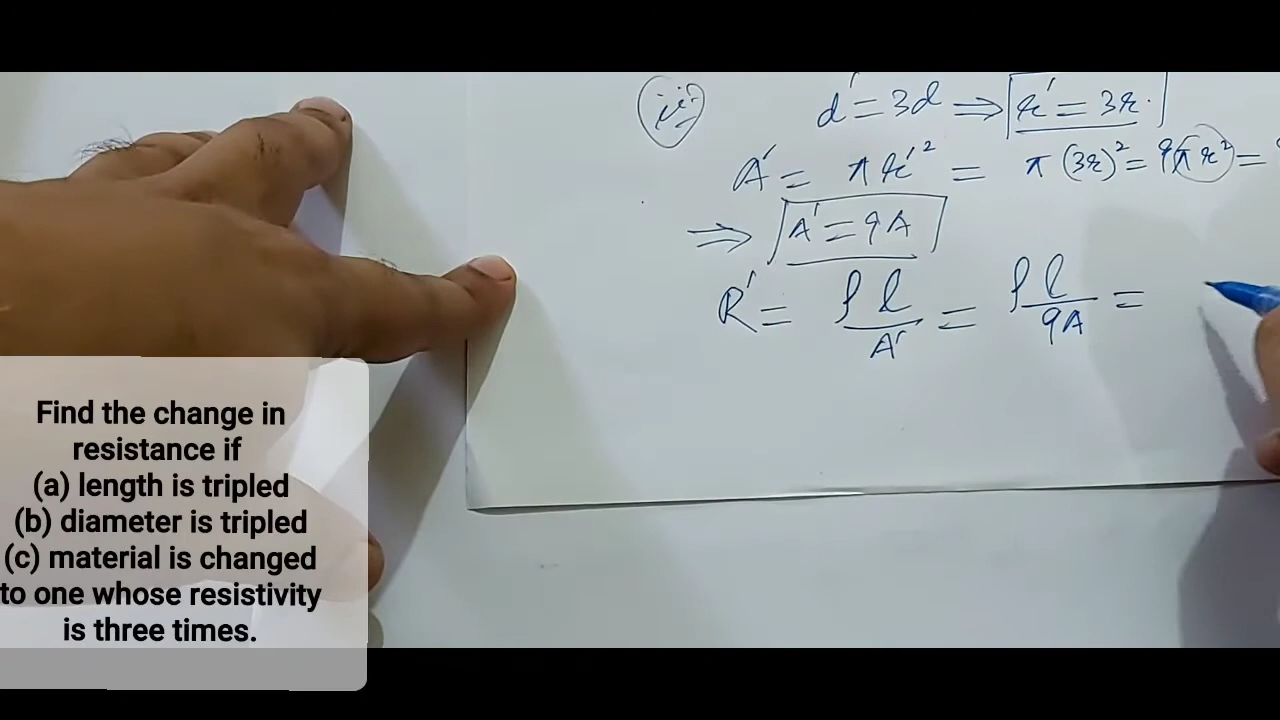 d' = 3d ⇒ r' = 3r.
A' = πr'² = π(3r)² = 9πr² =
⇒ A' = 9A
R' = ρl/A' = ρl/9A =
Find the change in
resistance if
(a) length is tripled
(b) diameter is tripled
(c) material is changed
to one whose resistivity
is three times.